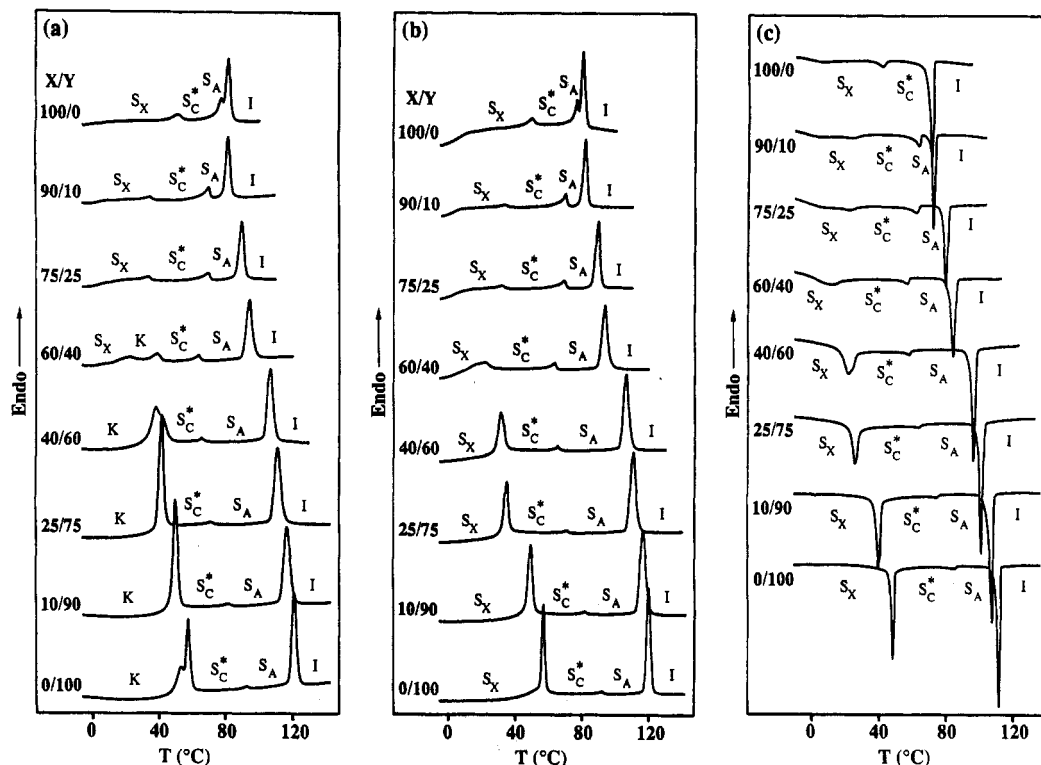 (a)
X/Y
100/0
S_X S_C^* S_A I
90/10
S_X S_C^* S_A I
75/25
S_X S_C^* S_A I
60/40
S_X K S_C^* S_A I
40/60
K S_C^* S_A I
25/75
K S_C^* S_A I
10/90
K S_C^* S_A I
0/100
K S_C^* S_A I
Endo
0 40 80 120
T (°C)
(b)
X/Y
100/0
S_X S_C^* S_A I
90/10
S_X S_C^* S_A I
75/25
S_X S_C^* S_A I
60/40
S_X S_C^* S_A I
40/60
S_X S_C^* S_A I
25/75
S_X S_C^* S_A I
10/90
S_X S_C^* S_A I
0/100
S_X S_C^* S_A I
Endo
0 40 80 120
T (°C)
(c)
100/0
S_X S_C^* I
90/10
S_X S_C^* S_A I
75/25
S_X S_C^* S_A I
60/40
S_X S_C^* S_A I
40/60
S_X S_C^* S_A I
25/75
S_X S_C^* S_A I
10/90
S_X S_C^* S_A I
0/100
S_X S_C^* S_A I
Endo
0 40 80 120
T (°C)